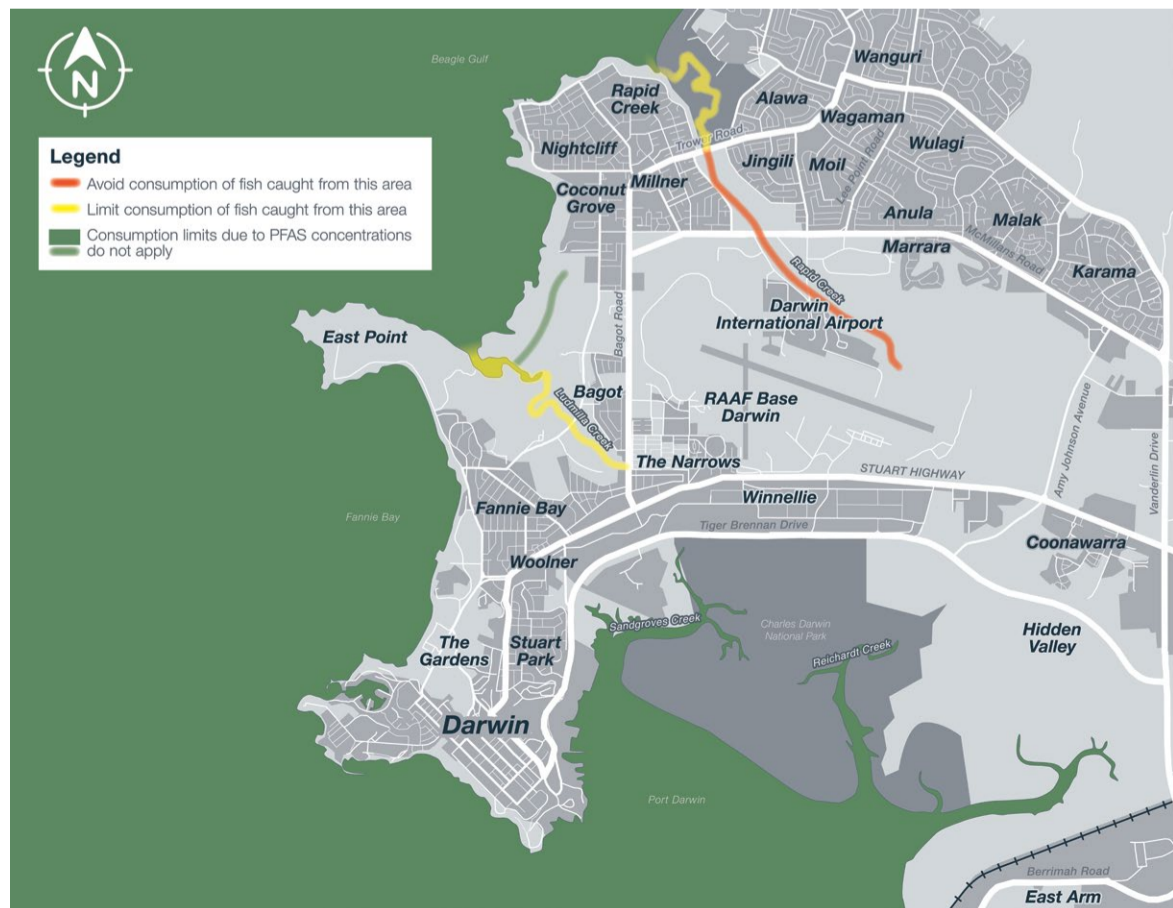 N
Beagle Gulf
Legend
Avoid consumption of fish caught from this area
Limit consumption of fish caught from this area
Consumption limits due to PFAS concentrations
do not apply
Wanguri
Rapid
Creek
Alawa
Wagaman
Nightcliff
Trower Road
Jingili
Moil
Lee Point Road
Wulagi
Coconut
Grove
Millner
Anula
Malak
Marrara
McMillans Road
Karama
Rapid Creek
Darwin
International Airport
East Point
Bagot Road
Bagot
Ludmilla Creek
RAAF Base
Darwin
Amy Johnson Avenue
Vanderlin Drive
The Narrows
STUART HIGHWAY
Fannie Bay
Winnellie
Fannie Bay
Tiger Brennan Drive
Coonawarra
Woolner
Sandgroves Creek
Charles Darwin
National Park
The
Gardens
Stuart
Park
Reichardt Creek
Hidden
Valley
Darwin
Port Darwin
Berrimah Road
East Arm